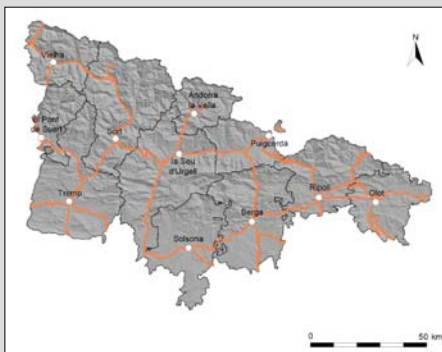 N
Vielha
Andorra
la Vella
el Pont
de Suert
Sort
Puigcerdà
la Seu
d'Urgell
Ripoll
Tremp
Olot
Berga
Solsona
0 50 km